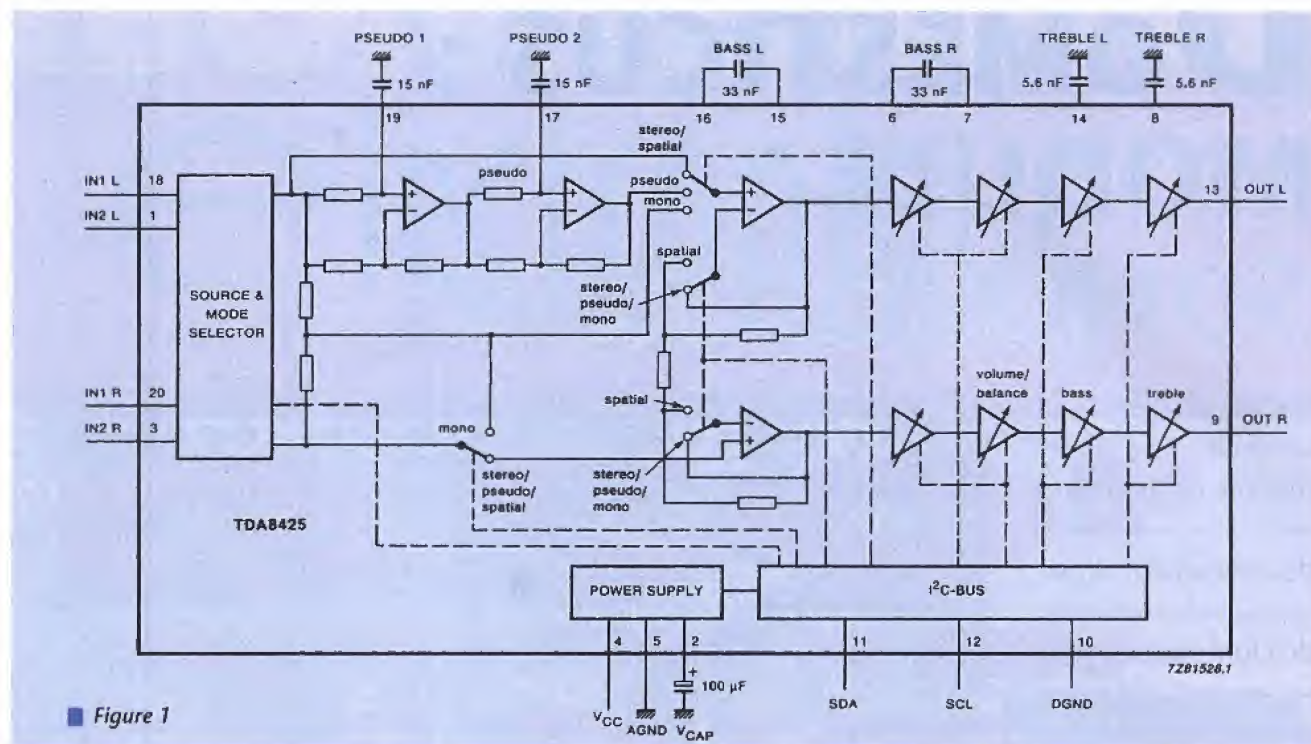 PSEUDO 1
PSEUDO 2
BASS L
BASS R
TREBLE L
TREBLE R
15 nF
15 nF
33 nF
33 nF
5.6 nF
5.6 nF
19
17
16
15
6
7
14
8
stereo/
spatial
IN1 L
18
pseudo
pseudo
mono
13
OUT L
IN2 L
1
spatial
SOURCE &
MODE
SELECTOR
stereo/
pseudo/
mono
IN1 R
20
spatial
volume/
balance
bass
treble
IN2 R
3
mono
9
OUT R
stereo/
pseudo/
spatial
stereo/
pseudo/
mono
TDA8425
POWER SUPPLY
I²C-BUS
4
5
2
11
12
10
7Z81526.1
+
100 µF
SDA
SCL
DGND
VCC
AGND
VCAP
Figure 1